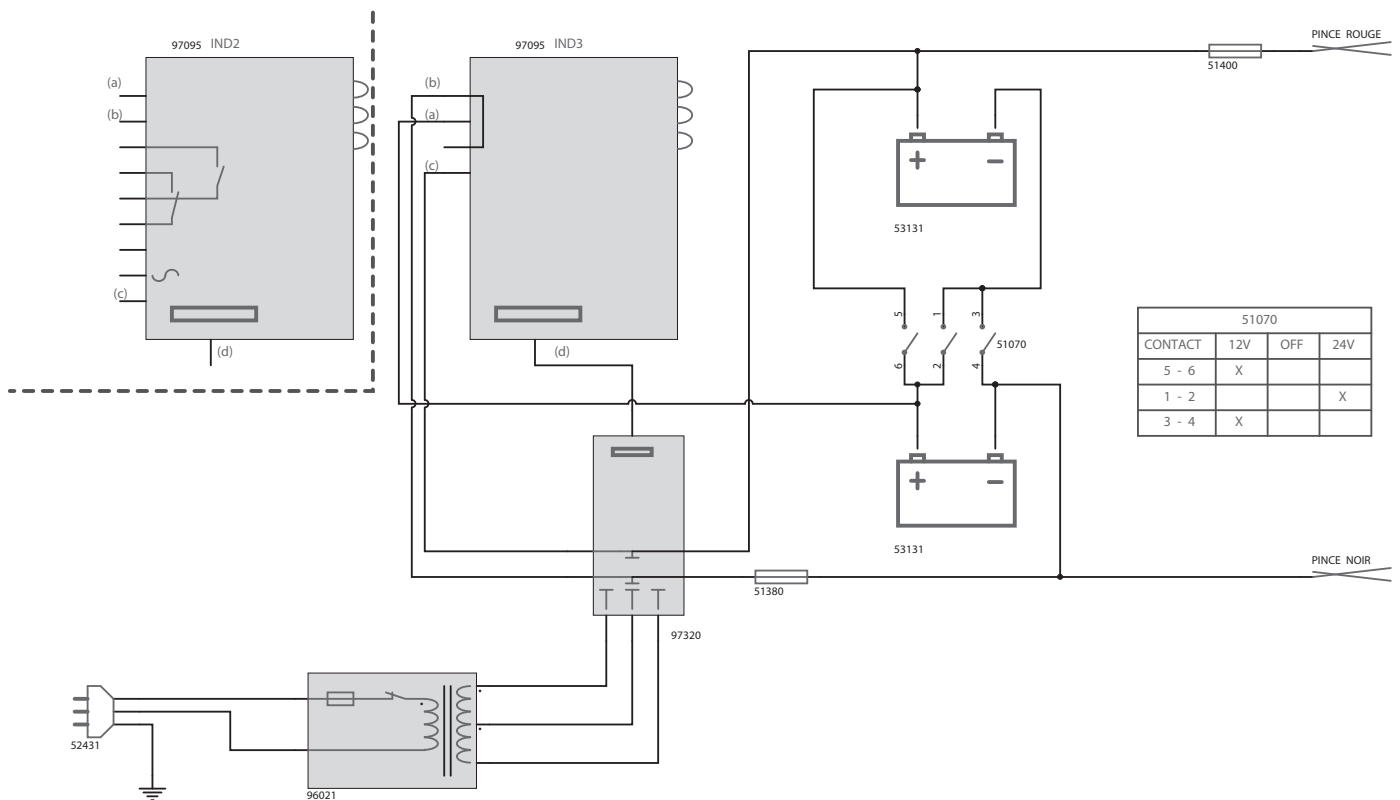 PINCE ROUGE
97095 IND2
97095 IND3
51400
(a)
(b)
(b)
(a)
(c)
+ −
53131
(c)
5 1 3
51070
6 2 4
(d)
(d)
51070
CONTACT 12V OFF 24V
5 - 6 X
1 - 2 X
3 - 4 X
+ −
53131
PINCE NOIR
51380
97320
52431
96021